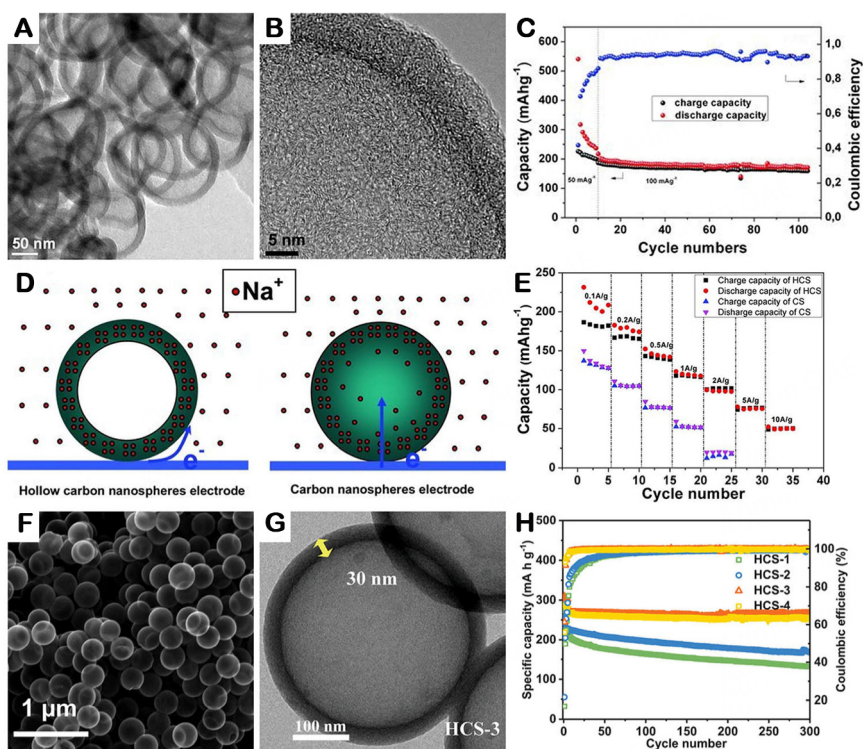 A
50 nm
B
5 nm
C
Capacity (mAhg⁻¹)
600
500
400
300
200
100
0
charge capacity
discharge capacity
50 mAg⁻¹
100 mAg⁻¹
0 20 40 60 80 100
Cycle numbers
1,0
0,8
0,6
0,4
0,2
0,0
Coulombic efficiency
D
Na⁺
e⁻
e⁻
Hollow carbon nanospheres electrode
Carbon nanospheres electrode
E
Capacity (mAhg⁻¹)
250
200
150
100
50
0
Charge capacity of HCS
Discharge capacity of HCS
Charge capacity of CS
Disharge capacity of CS
0.1A/g
0.2A/g
0.5A/g
1A/g
2A/g
5A/g
10A/g
0 5 10 15 20 25 30 35 40
Cycle number
F
1 μm
G
30 nm
100 nm
HCS-3
H
Specific capacity (mA h g⁻¹)
450
400
350
300
250
200
150
100
50
0
HCS-1
HCS-2
HCS-3
HCS-4
0 50 100 150 200 250 300
Cycle number
100
80
60
40
20
Coulombic efficiency (%)